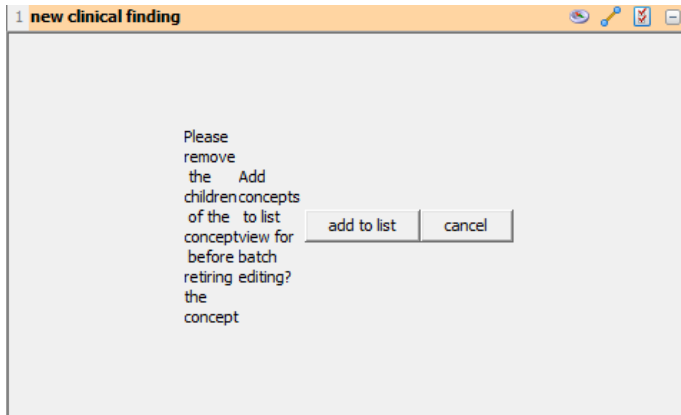 1 new clinical finding
Please
remove
the
children
of the
concept
before
retiring
the
concept
Add
concepts
to list
view for
batch
editing?
add to list
cancel